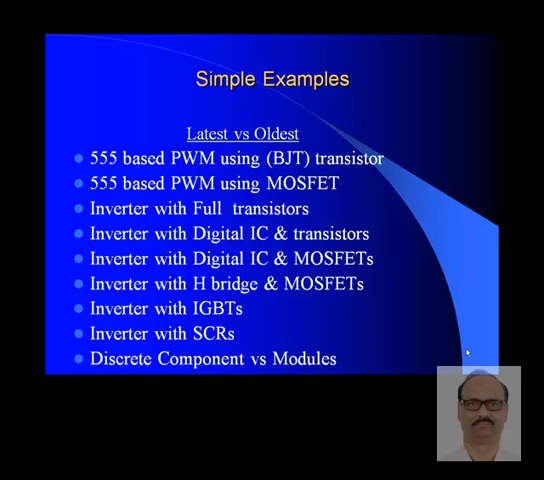 Simple Examples
Latest vs Oldest
555 based PWM using (BJT) transistor
555 based PWM using MOSFET
Inverter with Full transistors
Inverter with Digital IC & transistors
Inverter with Digital IC & MOSFETs
Inverter with H bridge & MOSFETs
Inverter with IGBTs
Inverter with SCRs
Discrete Component vs Modules